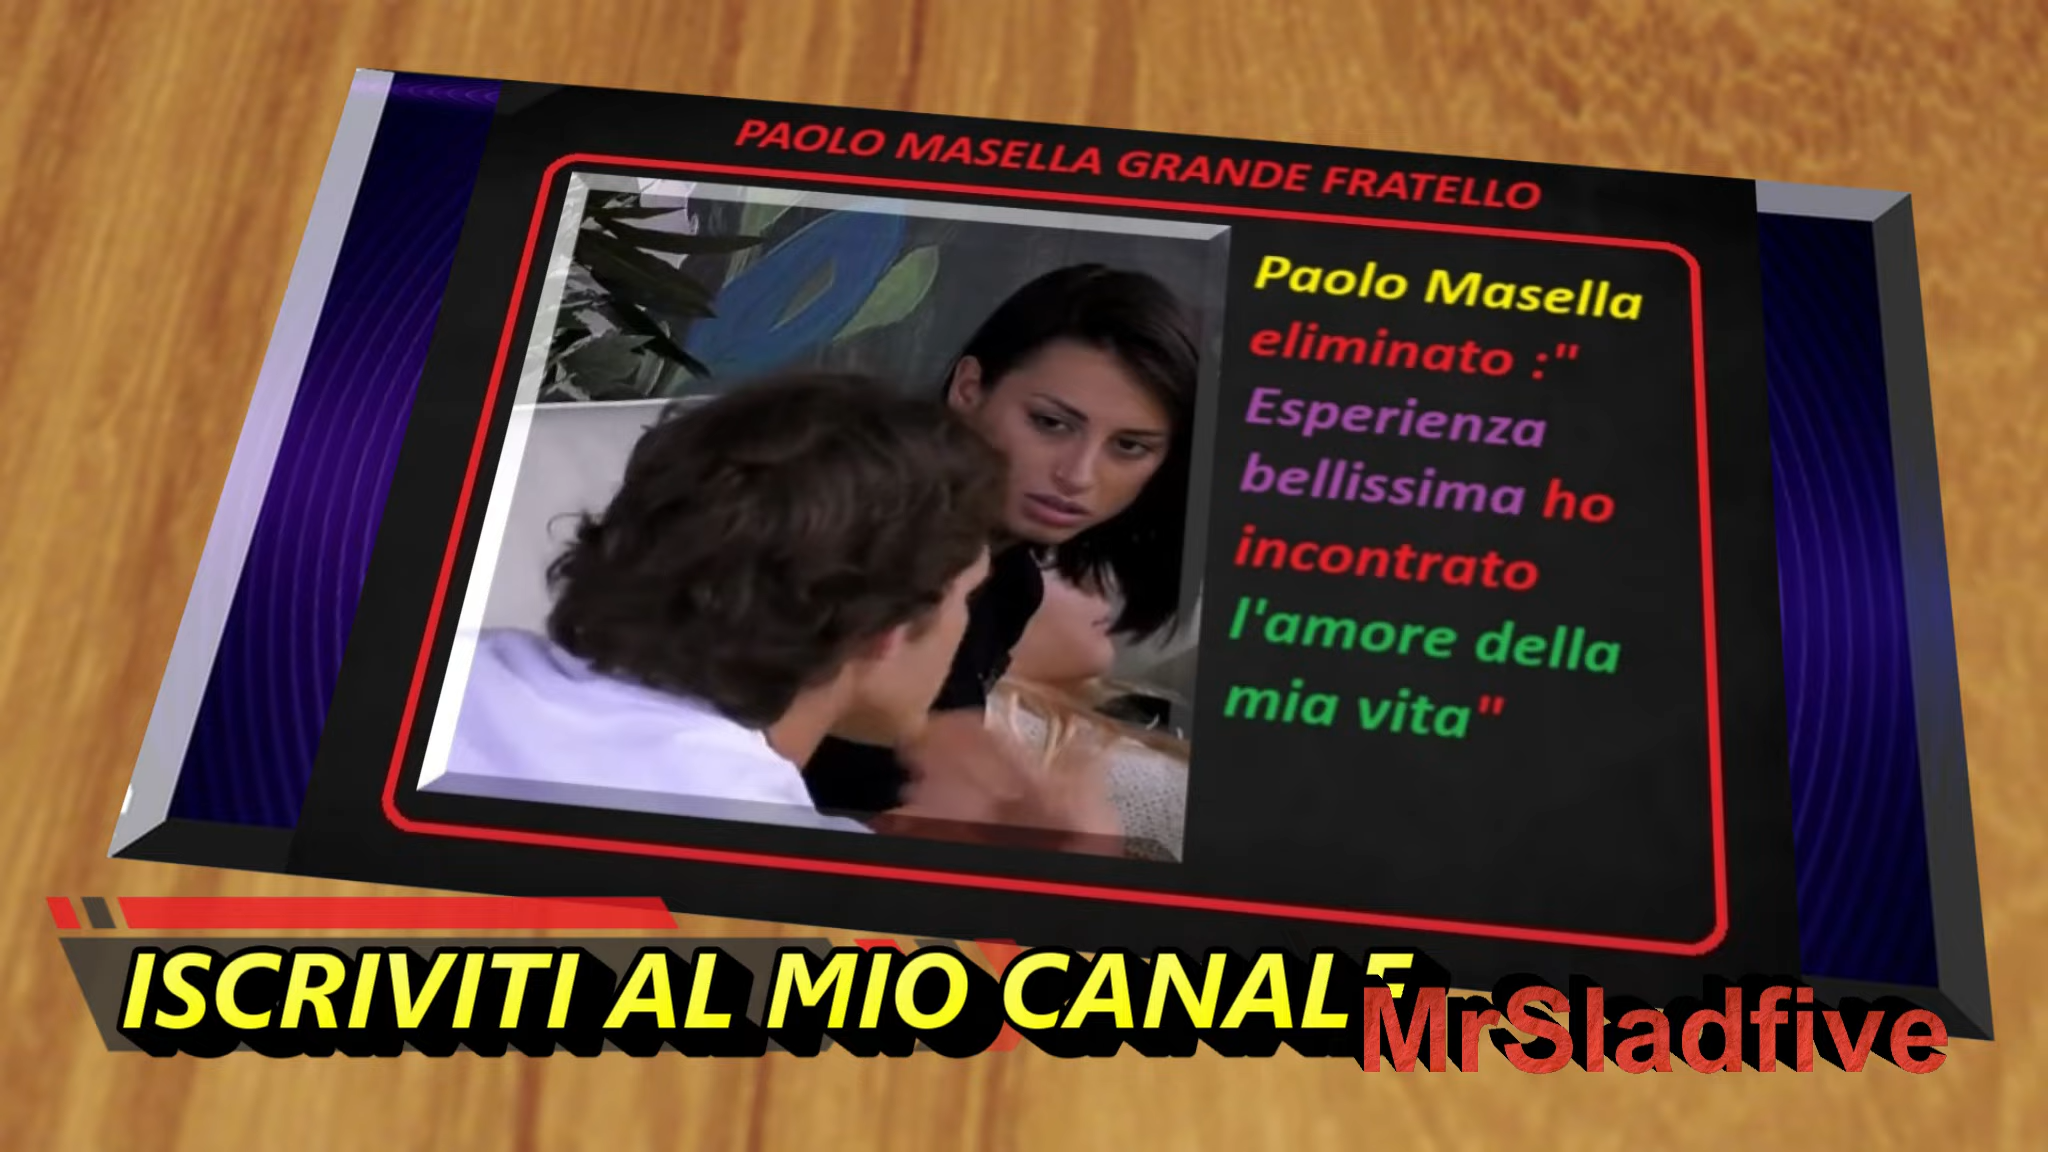 PAOLO MASELLA GRANDE FRATELLO
Paolo Masella
eliminato :"
Esperienza
bellissima ho
incontrato
l'amore della
mia vita"
ISCRIVITI AL MIO CANALE
MrSladfive